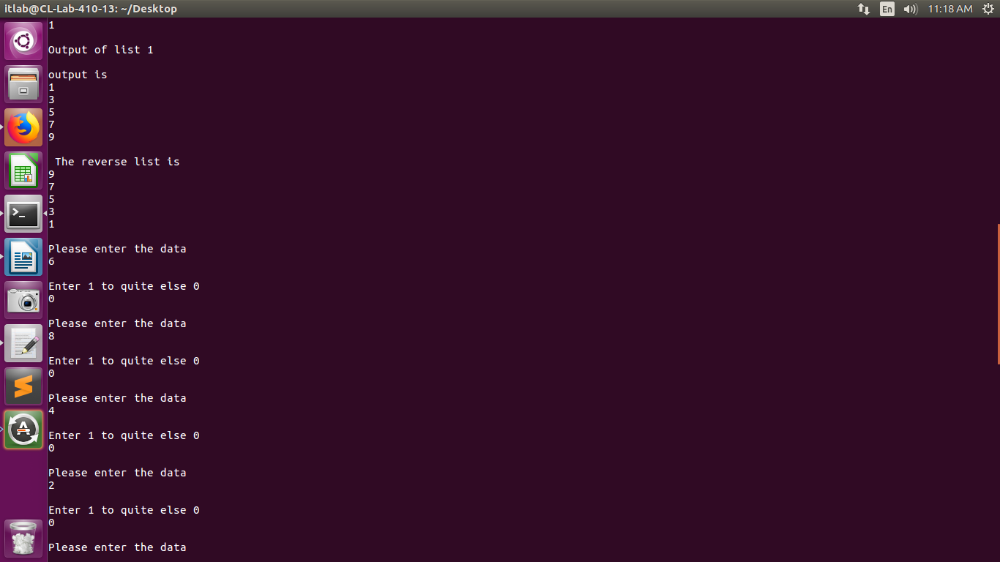 itlab@CL-Lab-410-13: ~/Desktop
En
11:18 AM
1
Output of list 1
output is
1
3
5
7
9
The reverse list is
9
7
5
3
1
Please enter the data
6
Enter 1 to quite else 0
0
Please enter the data
8
Enter 1 to quite else 0
0
Please enter the data
4
Enter 1 to quite else 0
0
Please enter the data
2
Enter 1 to quite else 0
0
Please enter the data